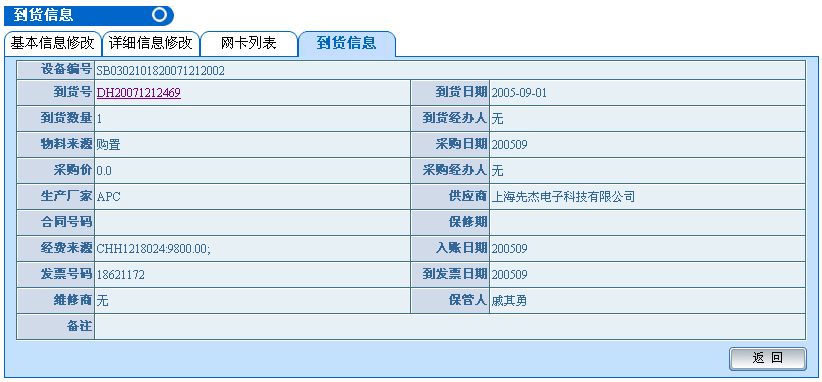 到货信息
基本信息修改 详细信息修改 网卡列表 到货信息
设备编号 SB0302101820071212002
到货号 DH20071212469 到货日期 2005-09-01
到货数量 1 到货经办人 无
物料来源 购置 采购日期 200509
采购价 0.0 采购经办人 无
生产厂家 APC 供应商 上海先杰电子科技有限公司
合同号码 保修期
经费来源 CHH1218024:9800.00; 入账日期 200509
发票号码 18621172 到发票日期 200509
维修商 无 保管人 戚其勇
备注
返 回